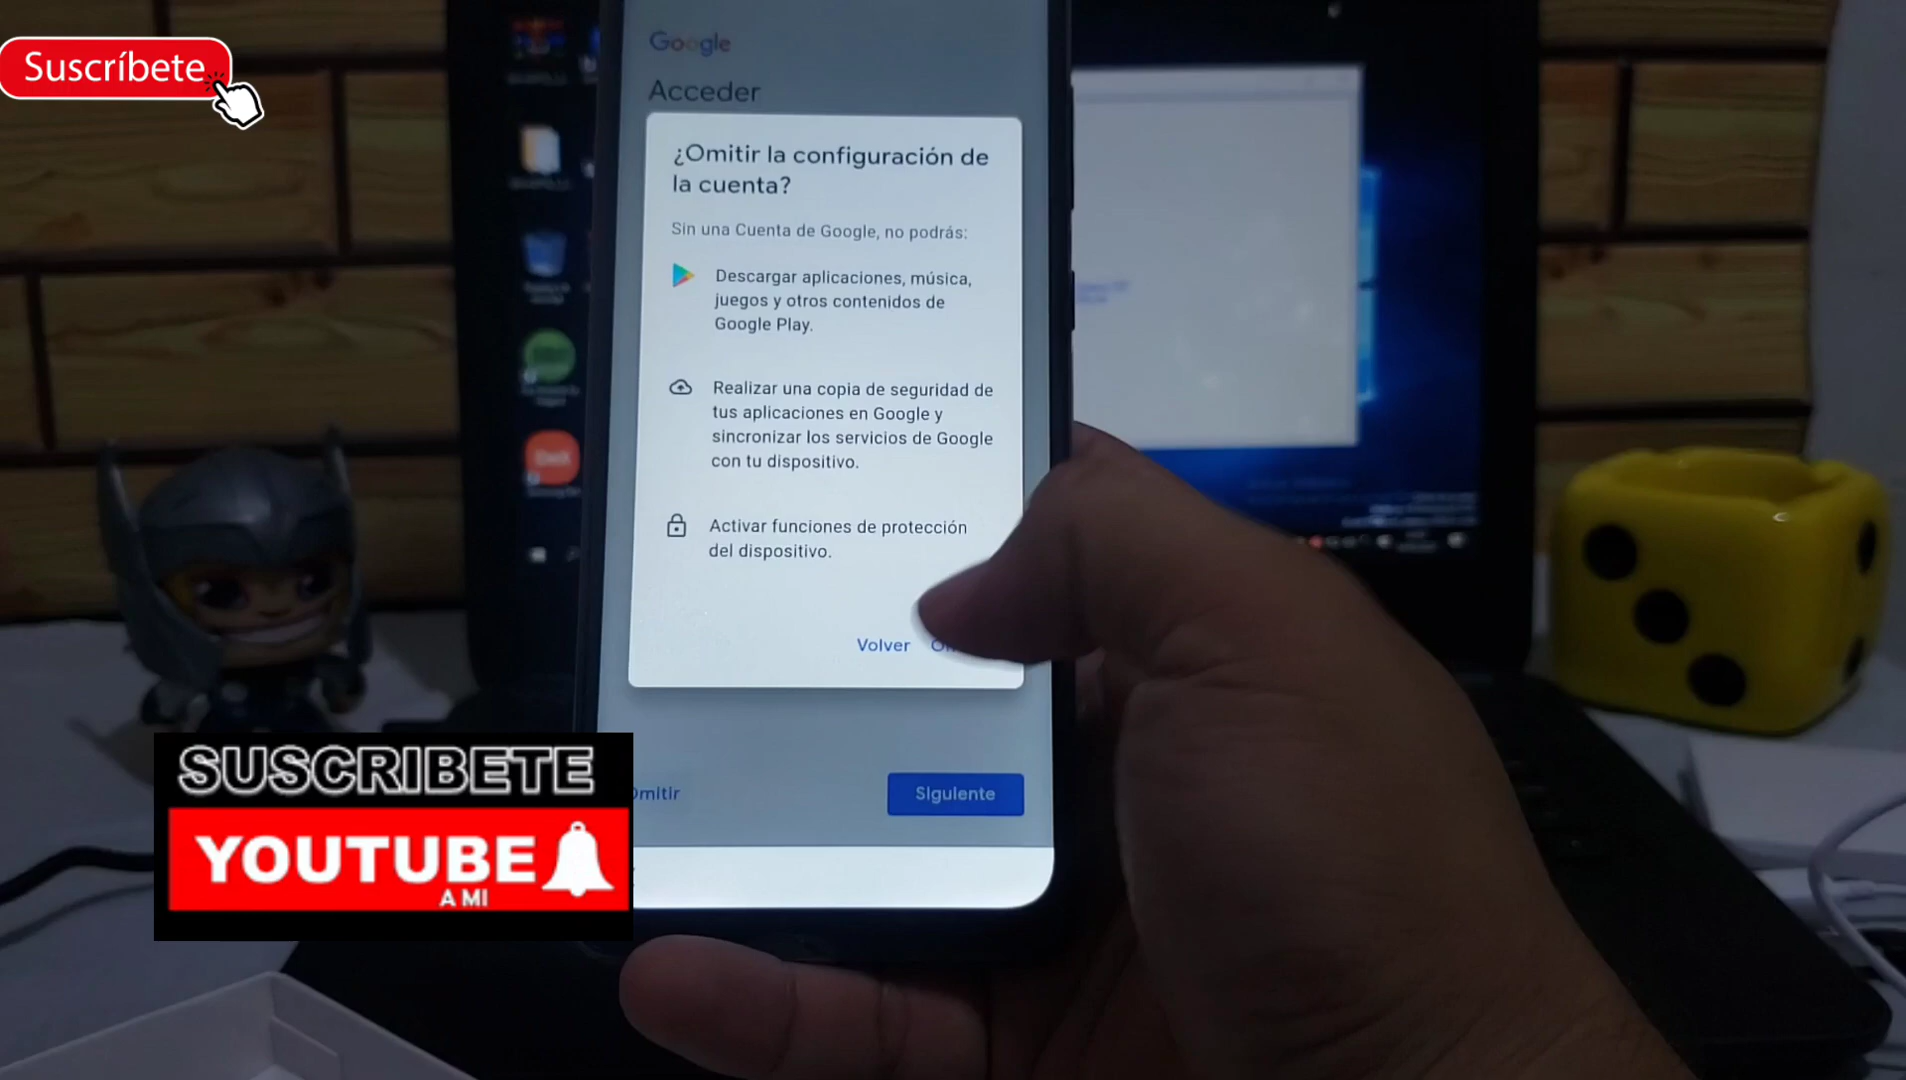 Suscríbete
Google
Acceder
¿Omitir la configuración de
la cuenta?
Sin una Cuenta de Google, no podrás:
Descargar aplicaciones, música,
juegos y otros contenidos de
Google Play.
Realizar una copia de seguridad de
tus aplicaciones en Google y
sincronizar los servicios de Google
con tu dispositivo.
Activar funciones de protección
del dispositivo.
Volver
Omitir
Siguiente
SUSCRIBETE
YOUTUBE
A MI